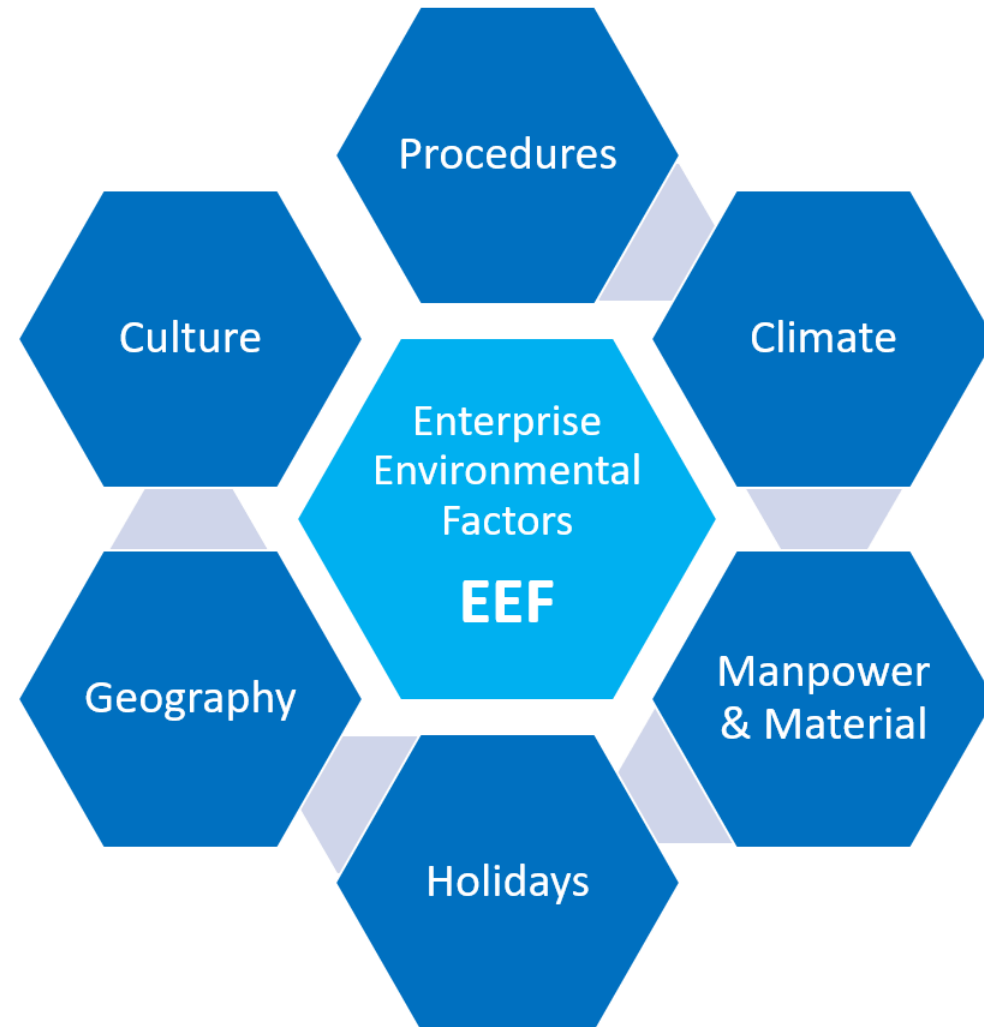 Procedures
Culture
Climate
Enterprise
Environmental
Factors
EEF
Geography
Manpower
& Material
Holidays